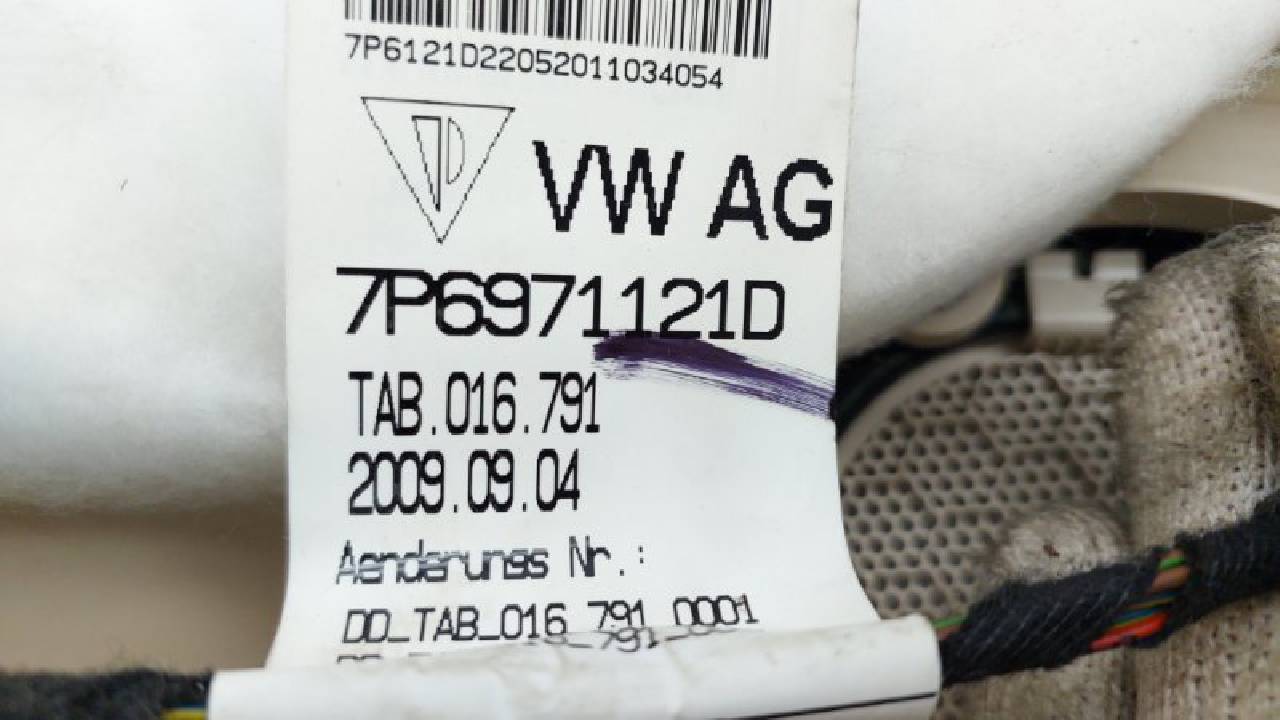 7P6121D22052011034054
VW AG
7P6971121D
TAB.016.791
2009.09.04
Aenderungs Nr.:
DD_TAB_016_791_0001